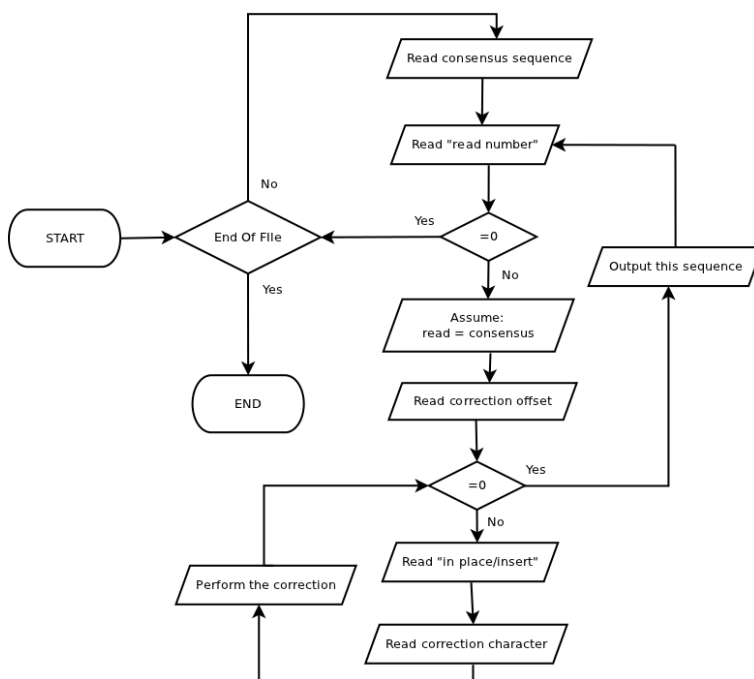 Read consensus sequence
Read "read number"
No
Yes
START
End Of FIle
=0
Output this sequence
No
Yes
Assume:
read = consensus
END
Read correction offset
Yes
=0
No
Read "in place/insert"
Perform the correction
Read correction character